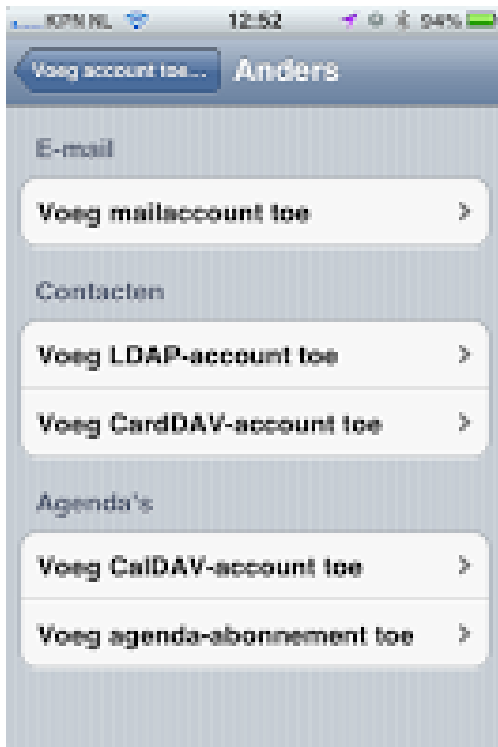 KPN NL 12:52 94%
Voeg account toe... Anders
E-mail
Voeg mailaccount toe
Contacten
Voeg LDAP-account toe
Voeg CardDAV-account toe
Agenda's
Voeg CalDAV-account toe
Voeg agenda-abonnement toe